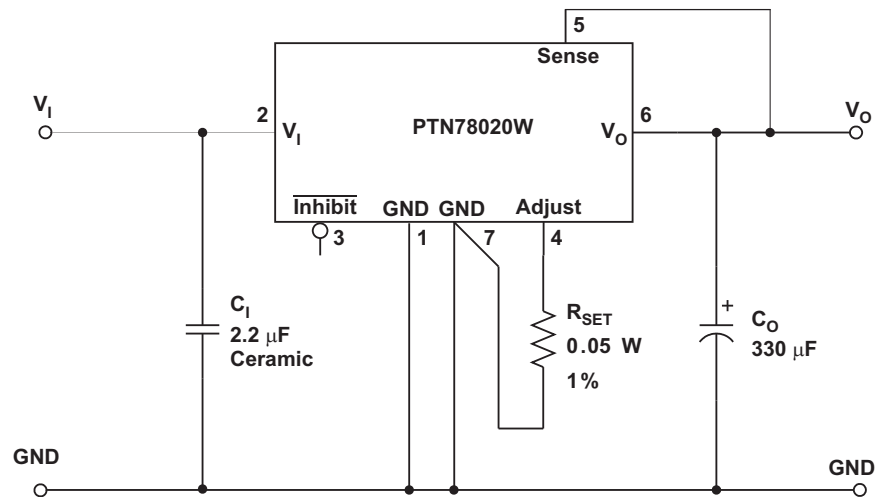 5
Sense
V_I
2
V_I
PTN78020W
V_O
6
V_O
Inhibit
GND
GND
Adjust
3
1
7
4
C_I
2.2 μF
Ceramic
R_SET
0.05 W
1%
+
C_O
330 μF
GND
GND